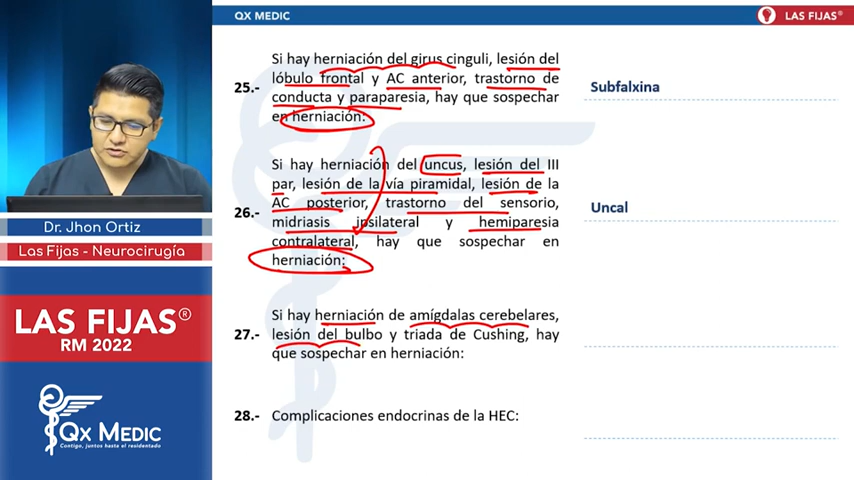 QX MEDIC
LAS FIJAS®
Si hay herniación del girus cinguli, lesión del
lóbulo frontal y AC anterior, trastorno de
25.-
conducta y paraparesia, hay que sospechar
en herniación:
Subfalxina
Si hay herniación del uncus, lesión del III
par, lesión de la vía piramidal, lesión de la
AC posterior, trastorno del sensorio,
26.-
midriasis ipsilateral y hemiparesia
contralateral, hay que sospechar en
herniación:
Uncal
Si hay herniación de amígdalas cerebelares,
27.-
lesión del bulbo y triada de Cushing, hay
que sospechar en herniación:
28.- Complicaciones endocrinas de la HEC:
Dr. Jhon Ortiz
Las Fijas - Neurocirugía
LAS FIJAS®
RM 2022
QX MEDIC
Contigo, juntos hasta el residentado